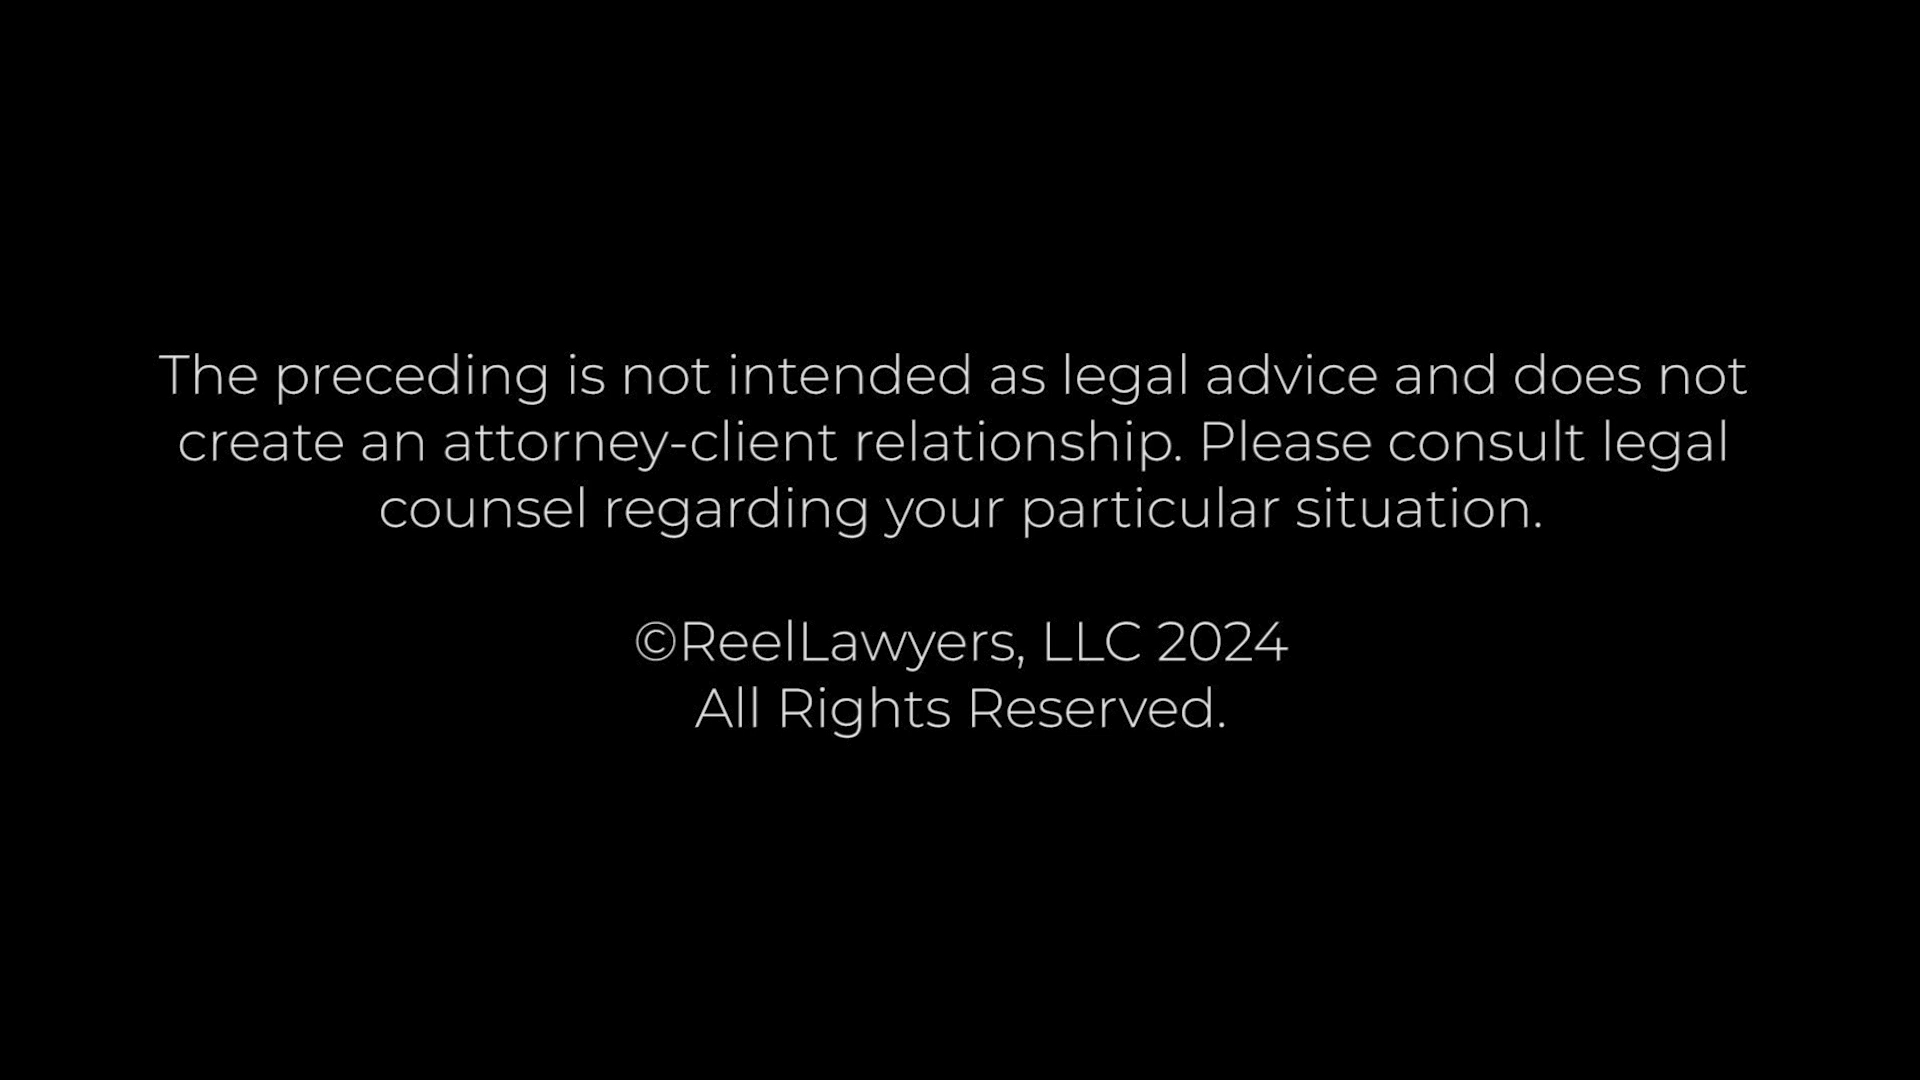 The preceding is not intended as legal advice and does not
create an attorney-client relationship. Please consult legal
counsel regarding your particular situation.
©ReelLawyers, LLC 2024
All Rights Reserved.